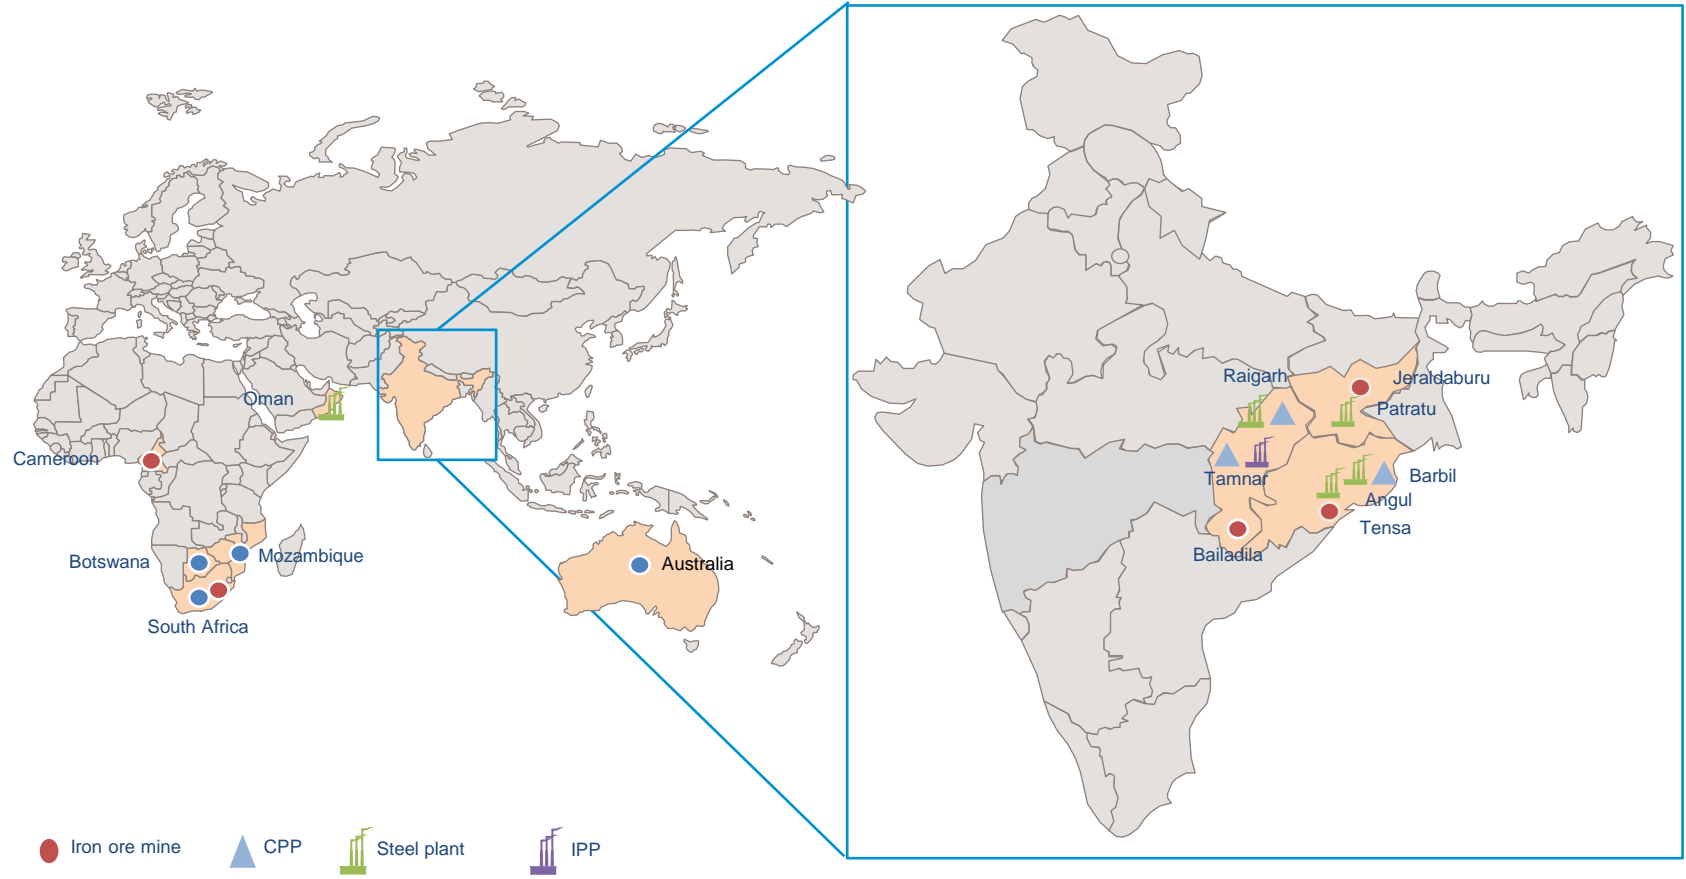 Oman
Cameroon
Botswana
Mozambique
South Africa
Australia
Raigarh
Jeraldaburu
Patratu
Tamnar
Barbil
Angul
Tensa
Bailadila
Iron ore mine
CPP
Steel plant
IPP